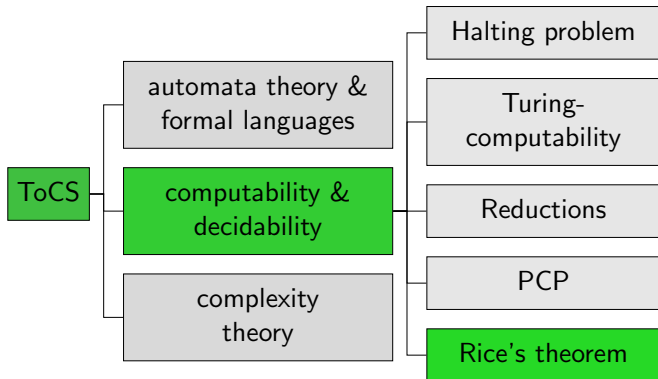 ToCS
automata theory &
formal languages
computability &
decidability
complexity
theory
Halting problem
Turing-
computability
Reductions
PCP
Rice's theorem